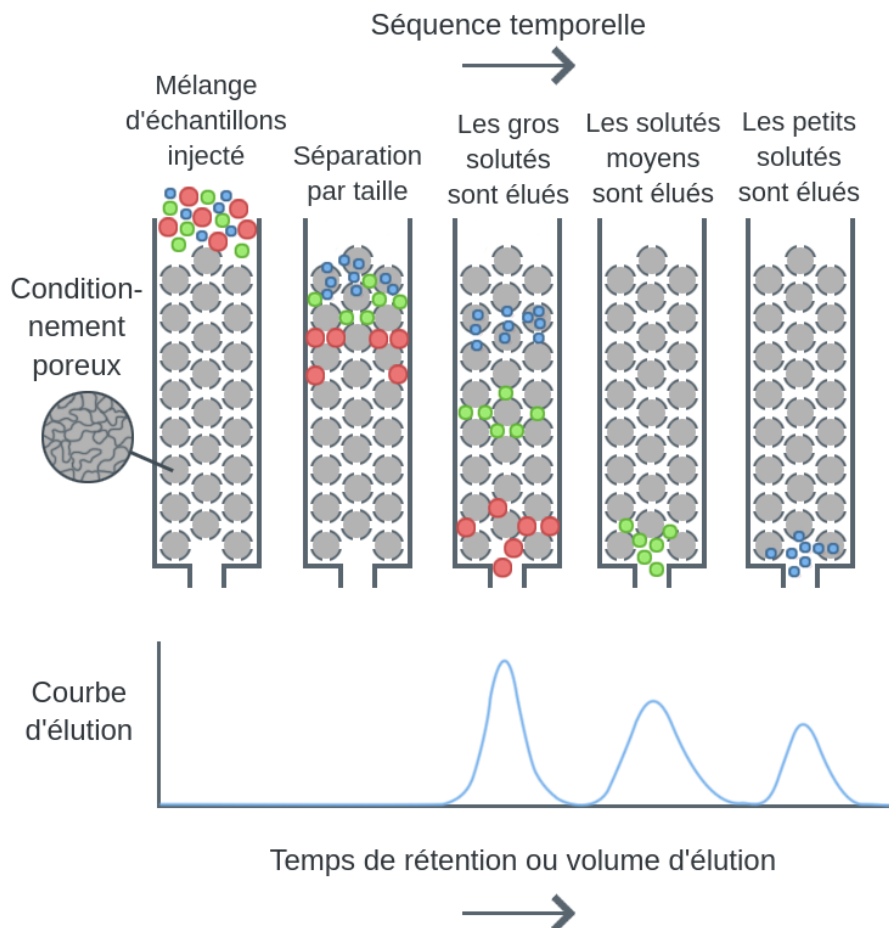 Séquence temporelle
Mélange
d'échantillons
injecté
Séparation
par taille
Les gros
solutés
sont élués
Les solutés
moyens
sont élués
Les petits
solutés
sont élués
Condition-
nement
poreux
Courbe
d'élution
Temps de rétention ou volume d'élution